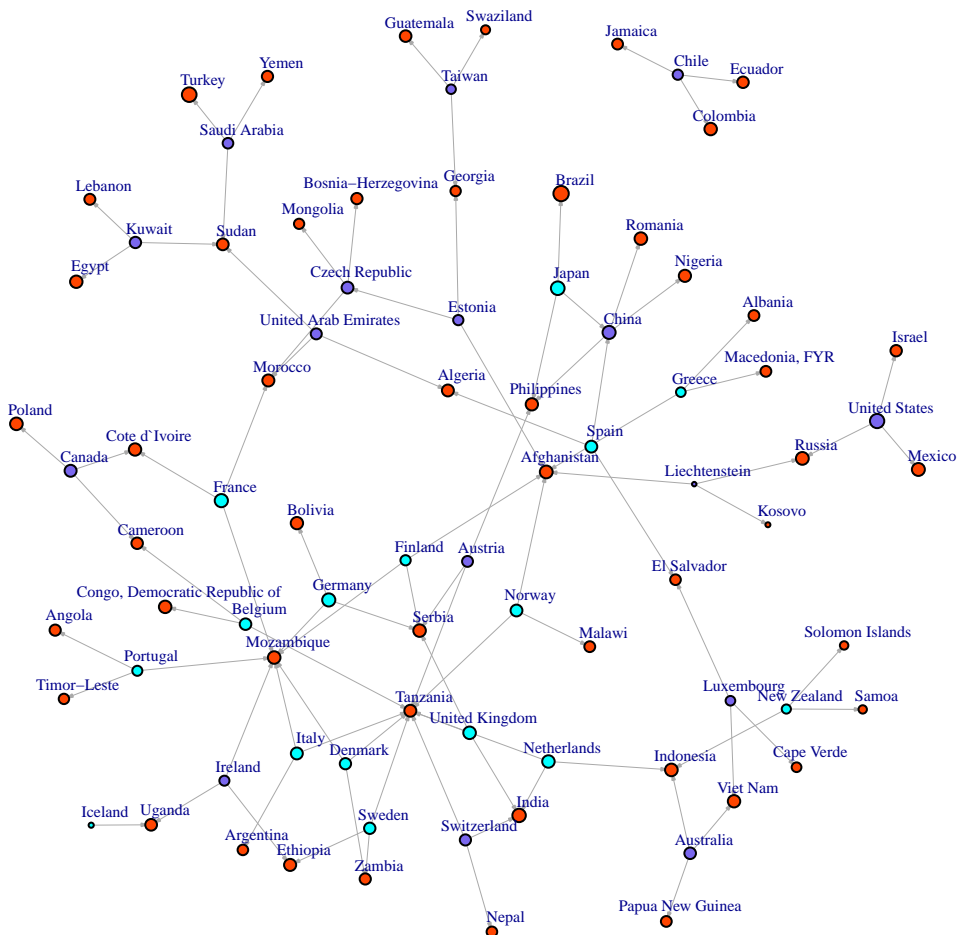 Guatemala
Swaziland
Jamaica
Chile
Ecuador
Yemen
Turkey
Taiwan
Colombia
Saudi Arabia
Lebanon
Bosnia−Herzegovina
Georgia
Brazil
Mongolia
Kuwait
Sudan
Romania
Egypt
Czech Republic
Japan
Nigeria
United Arab Emirates
Estonia
China
Albania
Israel
Morocco
Algeria
Philippines
Greece
Macedonia, FYR
Poland
Cote d`Ivoire
Spain
United States
Canada
Afghanistan
Liechtenstein
Russia
Mexico
France
Bolivia
Kosovo
Cameroon
Finland
Austria
El Salvador
Congo, Democratic Republic of
Germany
Norway
Angola
Belgium
Serbia
Malawi
Solomon Islands
Mozambique
Portugal
Timor−Leste
Tanzania
Luxembourg
New Zealand
Samoa
United Kingdom
Italy
Denmark
Netherlands
Indonesia
Cape Verde
Ireland
Viet Nam
Iceland
Uganda
Sweden
India
Argentina
Ethiopia
Switzerland
Australia
Zambia
Nepal
Papua New Guinea